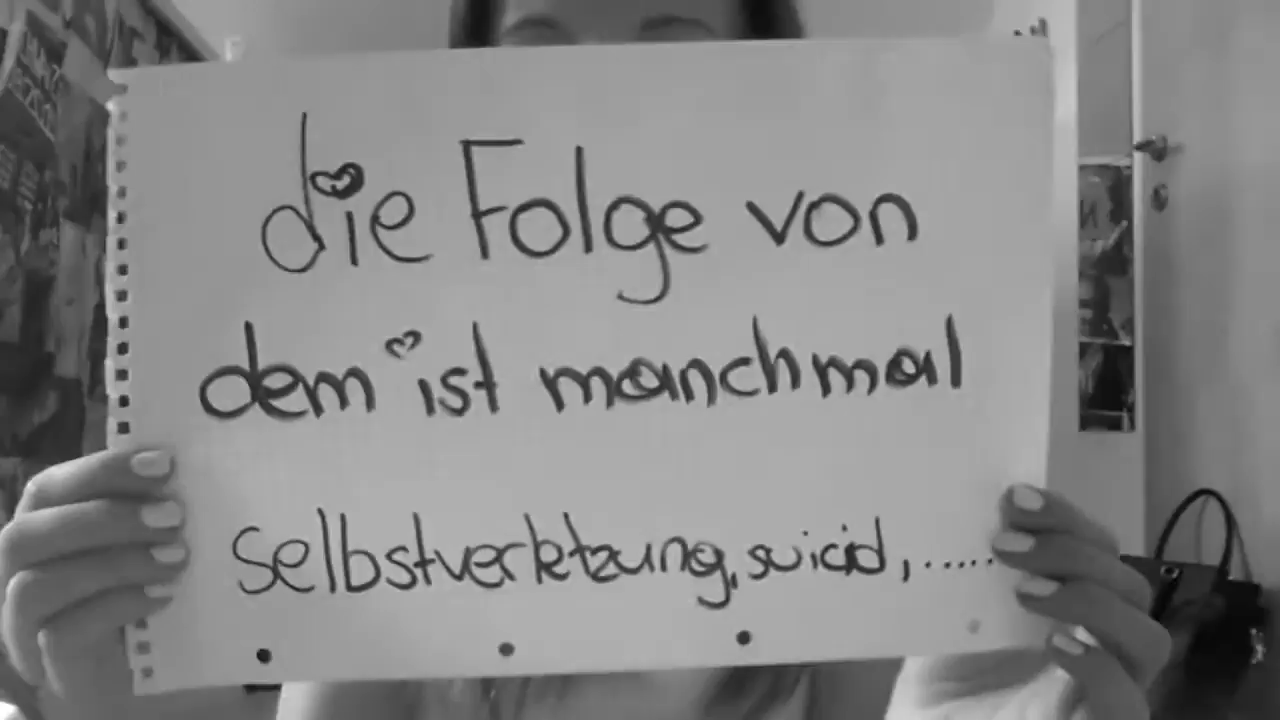 die Folge von
dem ist manchmal
selbstverletzung, suicid, ......